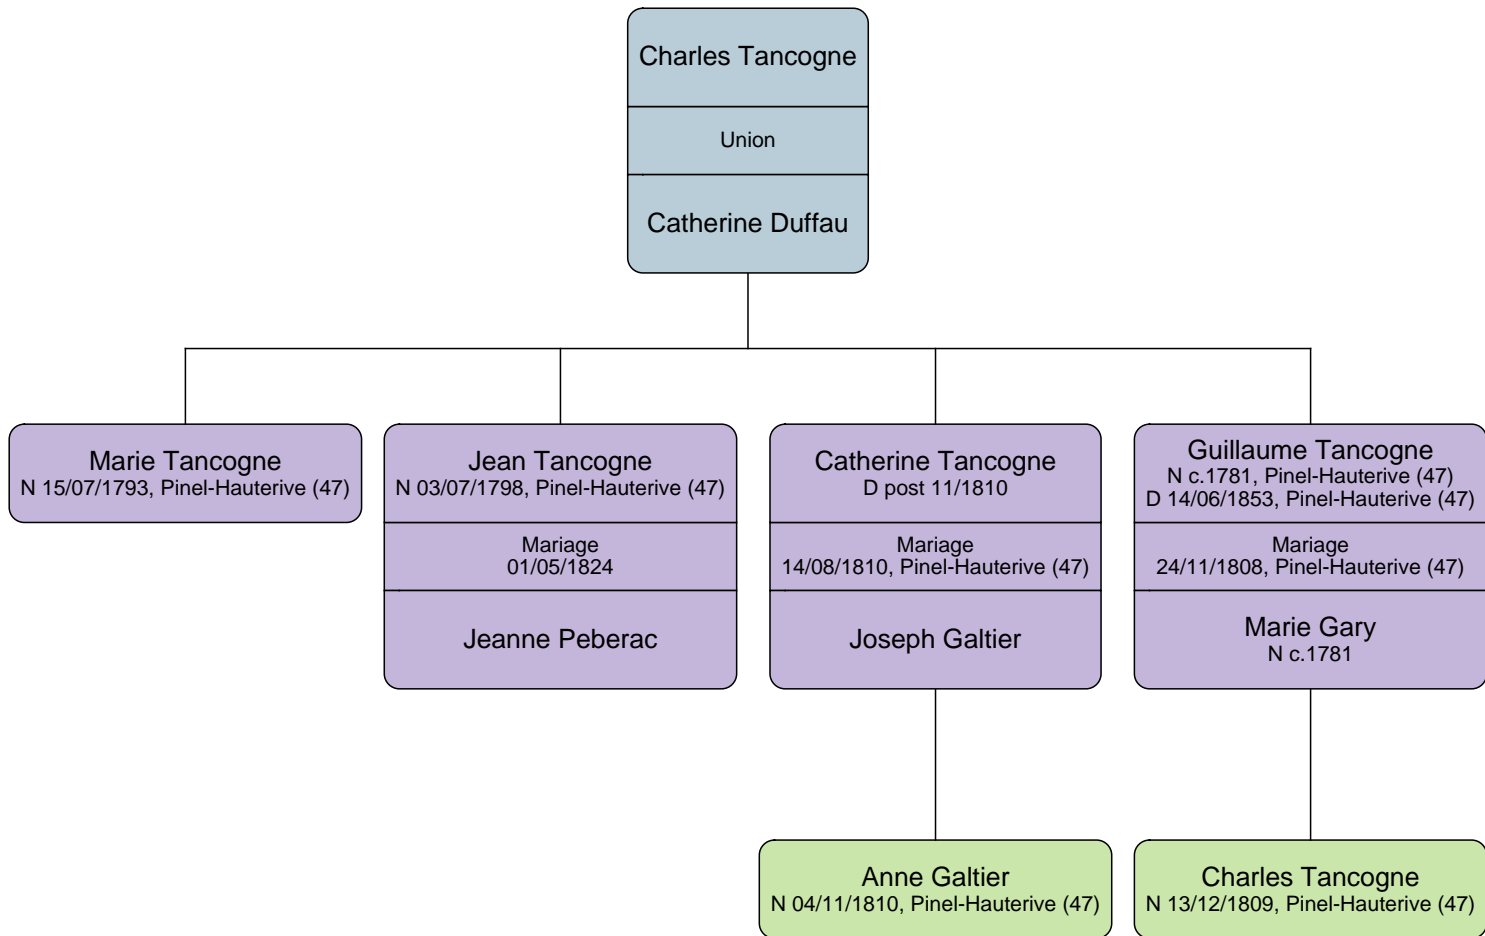 Charles Tancogne
Union
Catherine Duffau
Marie Tancogne
N 15/07/1793, Pinel-Hauterive (47)
Jean Tancogne
N 03/07/1798, Pinel-Hauterive (47)
Mariage
01/05/1824
Jeanne Peberac
Catherine Tancogne
D post 11/1810
Mariage
14/08/1810, Pinel-Hauterive (47)
Joseph Galtier
Guillaume Tancogne
N c.1781, Pinel-Hauterive (47)
D 14/06/1853, Pinel-Hauterive (47)
Mariage
24/11/1808, Pinel-Hauterive (47)
Marie Gary
N c.1781
Anne Galtier
N 04/11/1810, Pinel-Hauterive (47)
Charles Tancogne
N 13/12/1809, Pinel-Hauterive (47)